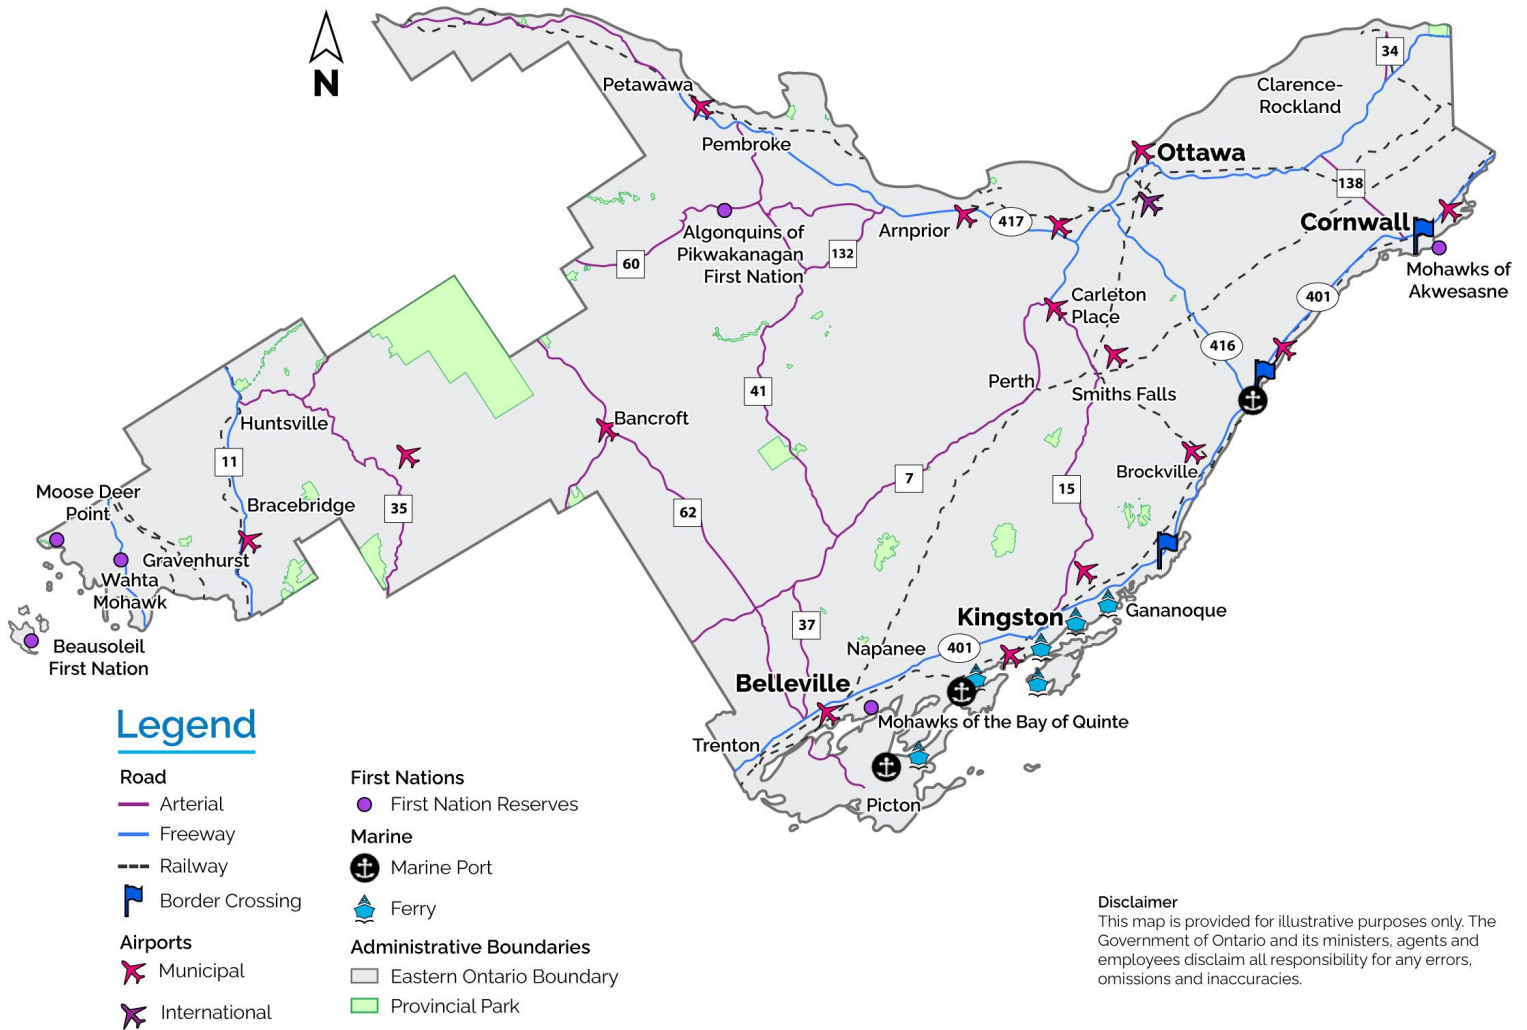 N
34
Clarence-
Rockland
Petawawa
Pembroke
Ottawa
138
Cornwall
Mohawks of
Akwesasne
Algonquins of
Pikwakanagan
First Nation
60
132
Arnprior
417
Carleton
Place
401
416
41
Perth
Smiths Falls
Bancroft
Huntsville
11
7
15
Brockville
Moose Deer
Point
Bracebridge
35
62
Gravenhurst
Wahta
Mohawk
Beausoleil
First Nation
37
Kingston
Gananoque
Napanee
401
Belleville
Mohawks of the Bay of Quinte
Trenton
Picton
Legend
Road
Arterial
Freeway
Railway
Border Crossing
Airports
Municipal
International
First Nations
First Nation Reserves
Marine
Marine Port
Ferry
Administrative Boundaries
Eastern Ontario Boundary
Provincial Park
Disclaimer
This map is provided for illustrative purposes only. The
Government of Ontario and its ministers, agents and
employees disclaim all responsibility for any errors,
omissions and inaccuracies.